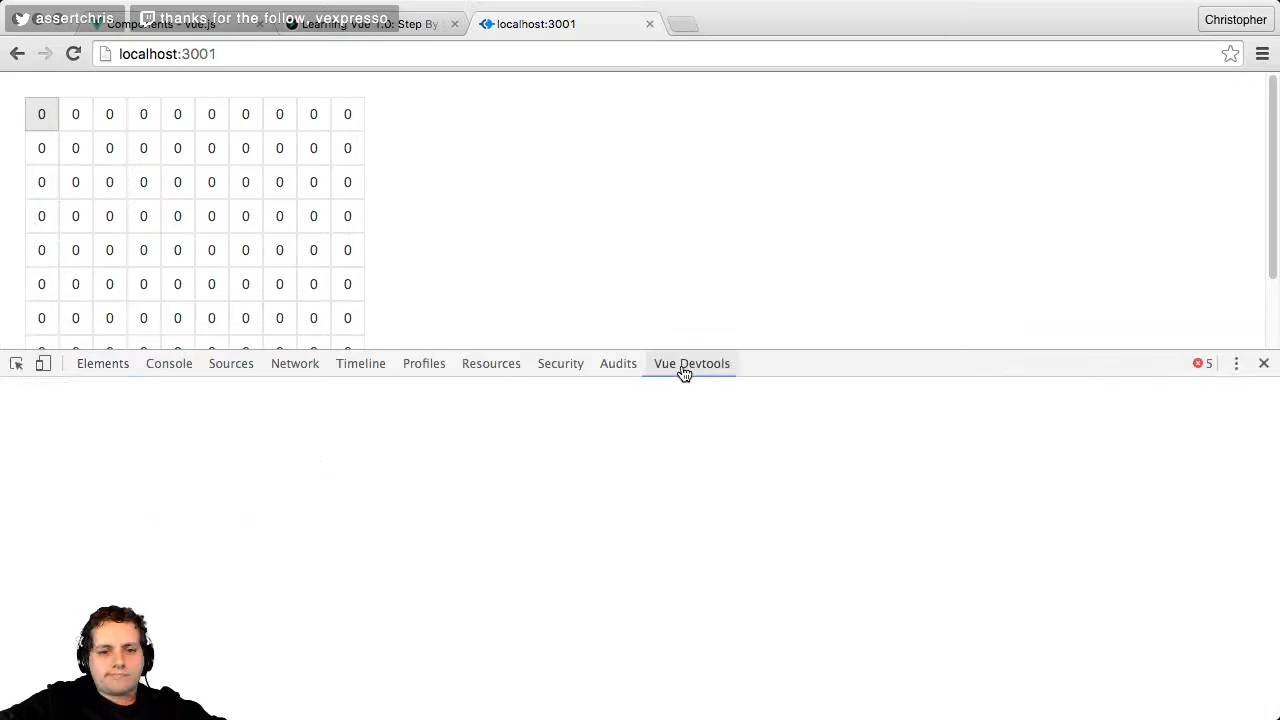 assertchris thanks for the follow, vexpresso
Components - Vue.js Learning Vue 1.0: Step By localhost:3001 Christopher
localhost:3001
0 0 0 0 0 0 0 0 0 0
0 0 0 0 0 0 0 0 0 0
0 0 0 0 0 0 0 0 0 0
0 0 0 0 0 0 0 0 0 0
0 0 0 0 0 0 0 0 0 0
0 0 0 0 0 0 0 0 0 0
0 0 0 0 0 0 0 0 0 0
Elements Console Sources Network Timeline Profiles Resources Security Audits Vue Devtools 5